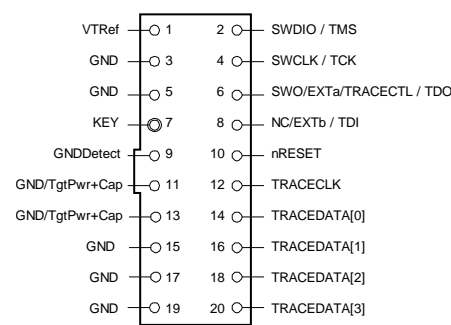 VTRef 1 2 SWDIO / TMS
GND 3 4 SWCLK / TCK
GND 5 6 SWO/EXTa/TRACECTL / TDO
KEY 7 8 NC/EXTb / TDI
GNDDetect 9 10 nRESET
GND/TgtPwr+Cap 11 12 TRACECLK
GND/TgtPwr+Cap 13 14 TRACEDATA[0]
GND 15 16 TRACEDATA[1]
GND 17 18 TRACEDATA[2]
GND 19 20 TRACEDATA[3]